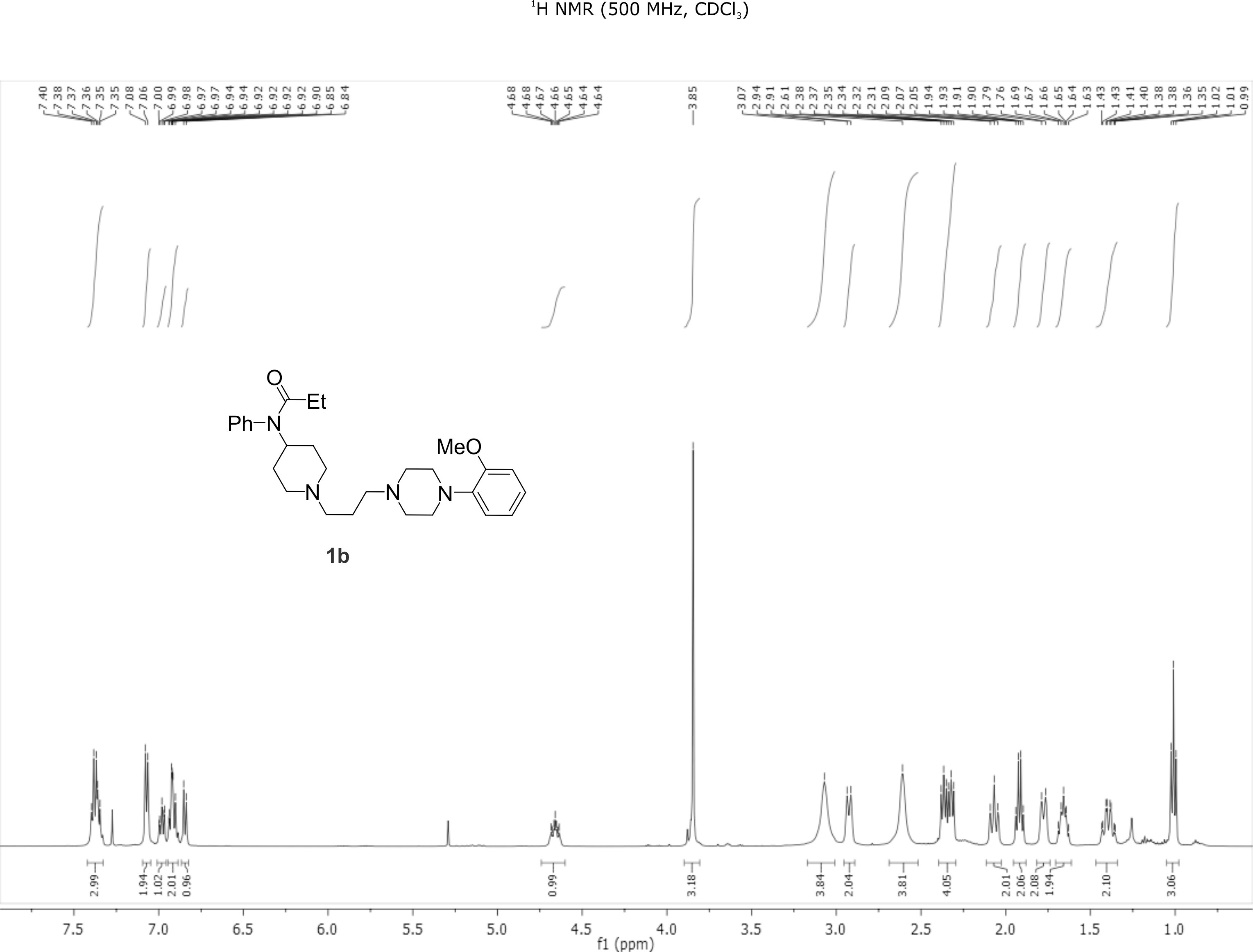 ¹H NMR (500 MHz, CDCl₃)
7.40 7.38 7.37 7.36 7.35 7.35 7.08 7.06 7.00 6.99 6.98 6.97 6.97 6.94 6.94 6.92 6.92 6.92 6.92 6.90 6.85 6.84
4.68 4.68 4.67 4.66 4.65 4.64 4.64
3.85
3.07 2.94 2.91 2.61 2.38 2.37 2.35 2.34 2.32 2.31 2.09 2.07 2.05 1.94 1.93 1.91 1.90 1.79 1.76 1.69 1.67 1.66 1.65 1.64 1.63 1.43 1.43 1.41 1.40 1.38 1.38 1.36 1.35 1.02 1.01 0.99
O
Et
Ph N
MeO
N N N
1b
2.99 1.94 1.02 2.01 0.96 0.99 3.18 3.84 2.04 3.81 4.05 2.01 2.06 2.08 1.94 2.10 3.06
7.5 7.0 6.5 6.0 5.5 5.0 4.5 4.0 3.5 3.0 2.5 2.0 1.5 1.0
f1 (ppm)